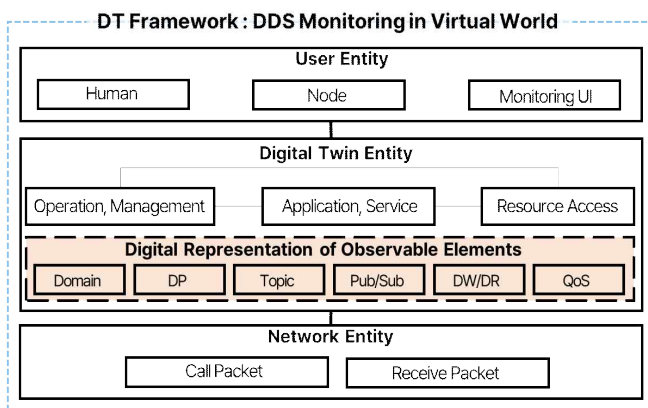 DT Framework : DDS Monitoring in Virtual World
User Entity
Human
Node
Monitoring UI
Digital Twin Entity
Operation, Management
Application, Service
Resource Access
Digital Representation of Observable Elements
Domain
DP
Topic
Pub/Sub
DW/DR
QoS
Network Entity
Call Packet
Receive Packet